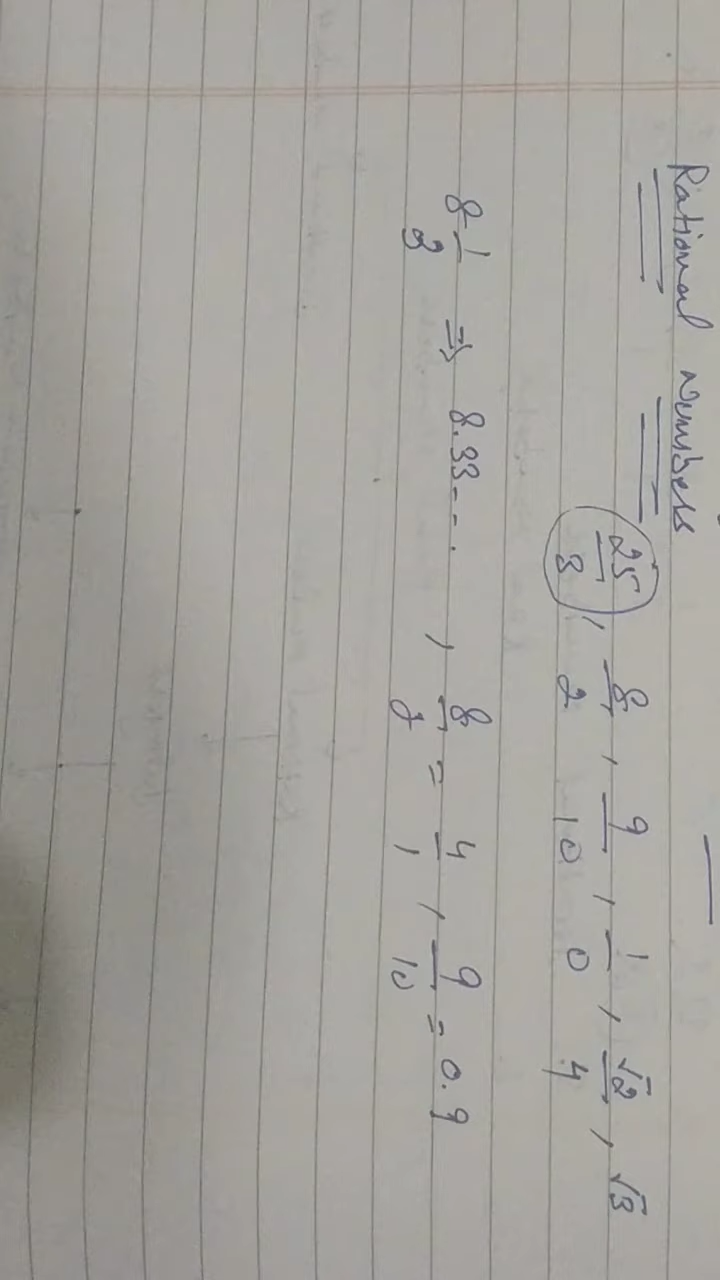 Rational Numbers
25/3, 8/2, 9/10, 1/0, √2/4, √3
8 1/3 ⇒ 8.33--. , 8/2 = 4/1, 9/10 = 0.9